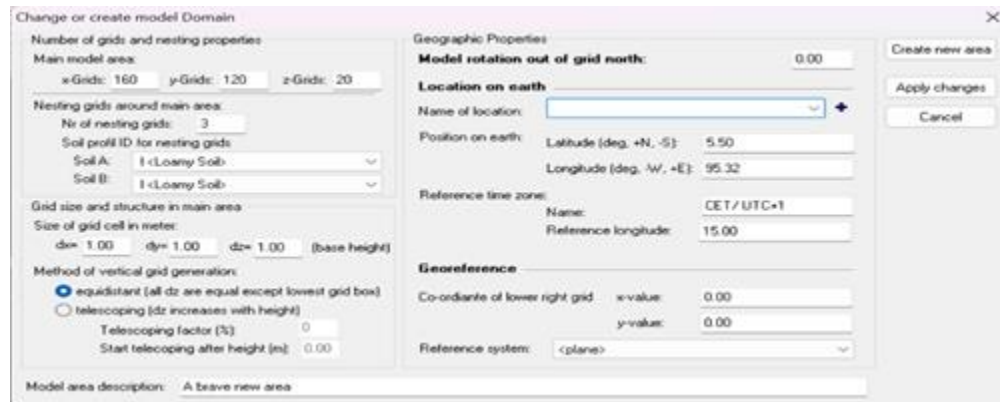 Change or create model Domain
Number of grids and nesting properties
Main model area:
x-Grids: 160 y-Grids: 120 z-Grids: 20
Nesting grids around main area:
Nr of nesting grids: 3
Soil profil ID for nesting grids
Soil A: I <Loamy Soil>
Soil B: I <Loamy Soil>
Grid size and structure in main area
Size of grid cell in meter:
dx= 1.00 dy= 1.00 dz= 1.00 (base height)
Method of vertical grid generation:
equidistant (all dz are equal except lowest grid box)
telescoping (dz increases with height)
Telescoping factor (%): 0
Start telecoping after height (m): 0.00
Geographic Properties
Model rotation out of grid north: 0.00
Location on earth
Name of location:
Position on earth: Latitude (deg, +N, -S): 5.50
Longitude (deg, -W, +E): 95.32
Reference time zone:
Name: CET/ UTC+1
Reference longitude: 15.00
Georeference
Co-ordiante of lower right grid x-value: 0.00
y-value: 0.00
Reference system: <plane>
Create new area
Apply changes
Cancel
Model area description: A brave new area